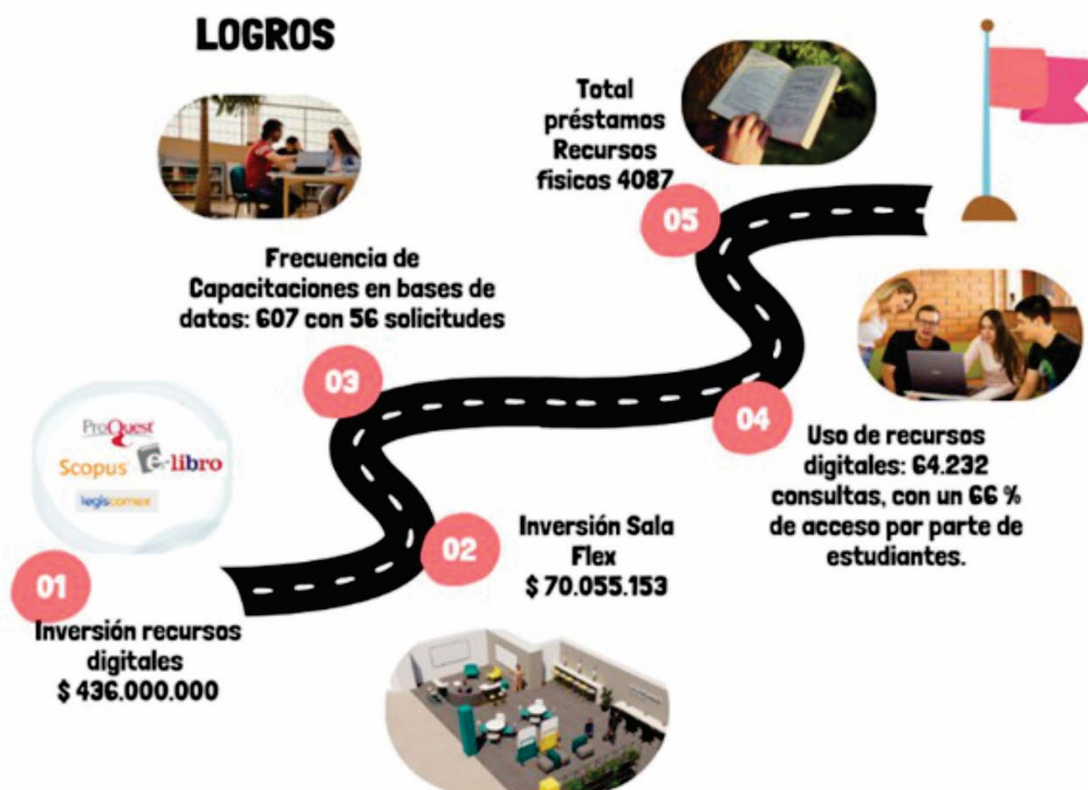 LOGROS
01
ProQuest
Scopus
e-libro
legiscomex
Inversión recursos
digitales
$ 436.000.000
02
Inversión Sala
Flex
$ 70.055.153
03
Frecuencia de
Capacitaciones en bases de
datos: 607 con 56 solicitudes
04
Uso de recursos
digitales: 64.232
consultas, con un 66 %
de acceso por parte de
estudiantes.
05
Total
préstamos
Recursos
fisicos 4087